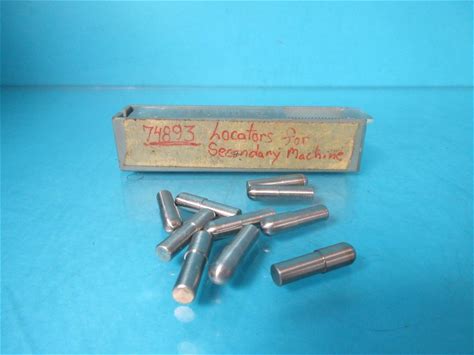 74893 Locators for
Secondary Machine